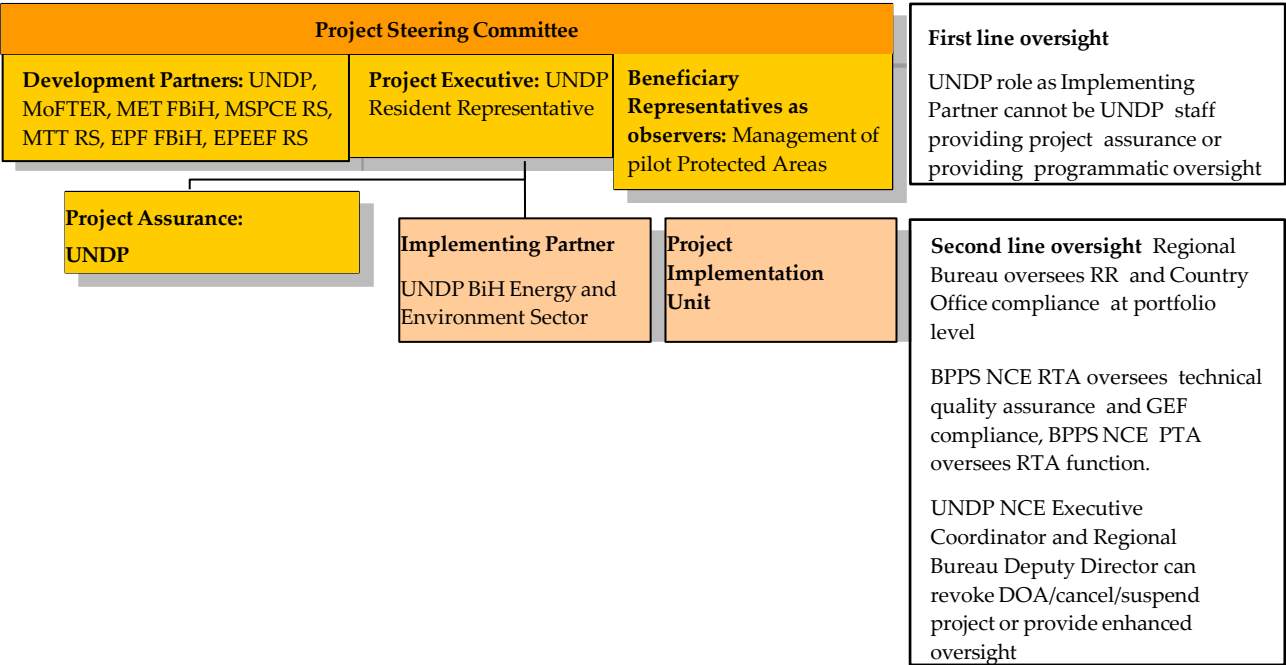 Project Steering Committee
Development Partners: UNDP,
MoFTER, MET FBiH, MSPCE RS,
MTT RS, EPF FBiH, EPEEF RS
Project Executive: UNDP
Resident Representative
Beneficiary
Representatives as
observers: Management of
pilot Protected Areas
First line oversight
UNDP role as Implementing
Partner cannot be UNDP staff
providing project assurance or
providing programmatic oversight
Project Assurance:
UNDP
Implementing Partner
UNDP BiH Energy and
Environment Sector
Project
Implementation
Unit
Second line oversight Regional
Bureau oversees RR and Country
Office compliance at portfolio
level
BPPS NCE RTA oversees technical
quality assurance and GEF
compliance, BPPS NCE PTA
oversees RTA function.
UNDP NCE Executive
Coordinator and Regional
Bureau Deputy Director can
revoke DOA/cancel/suspend
project or provide enhanced
oversight